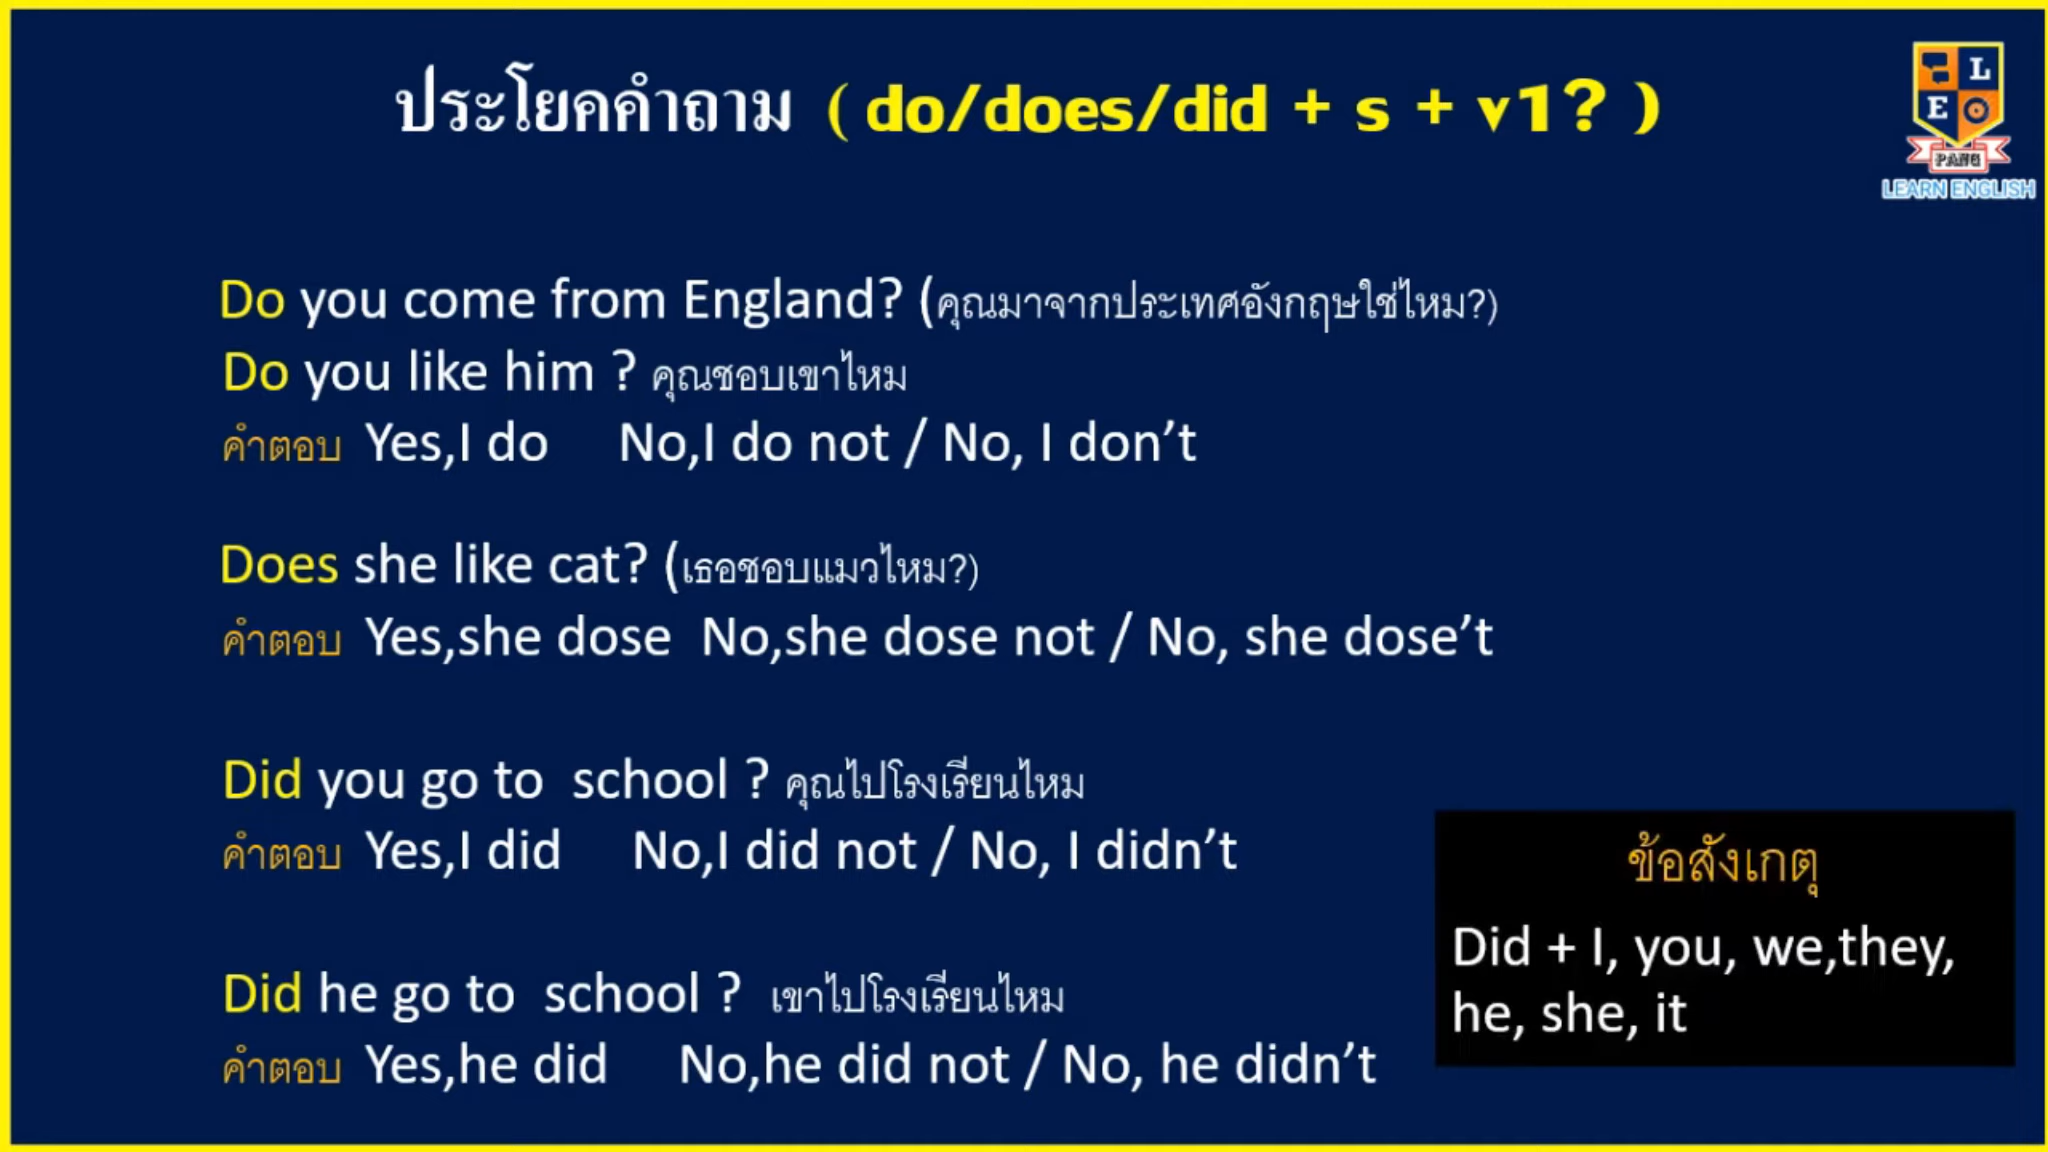 ประโยคคำถาม ( do/does/did + s + v1? )
L
E
PANG
LEARN ENGLISH
Do you come from England? (คุณมาจากประเทศอังกฤษใช่ไหม?)
Do you like him ? คุณชอบเขาไหม
คำตอบ Yes,I do No,I do not / No, I don’t
Does she like cat? (เธอชอบแมวไหม?)
คำตอบ Yes,she dose No,she dose not / No, she dose’t
Did you go to school ? คุณไปโรงเรียนไหม
คำตอบ Yes,I did No,I did not / No, I didn’t
Did he go to school ? เขาไปโรงเรียนไหม
คำตอบ Yes,he did No,he did not / No, he didn’t
ข้อสังเกตุ
Did + I, you, we,they,
he, she, it